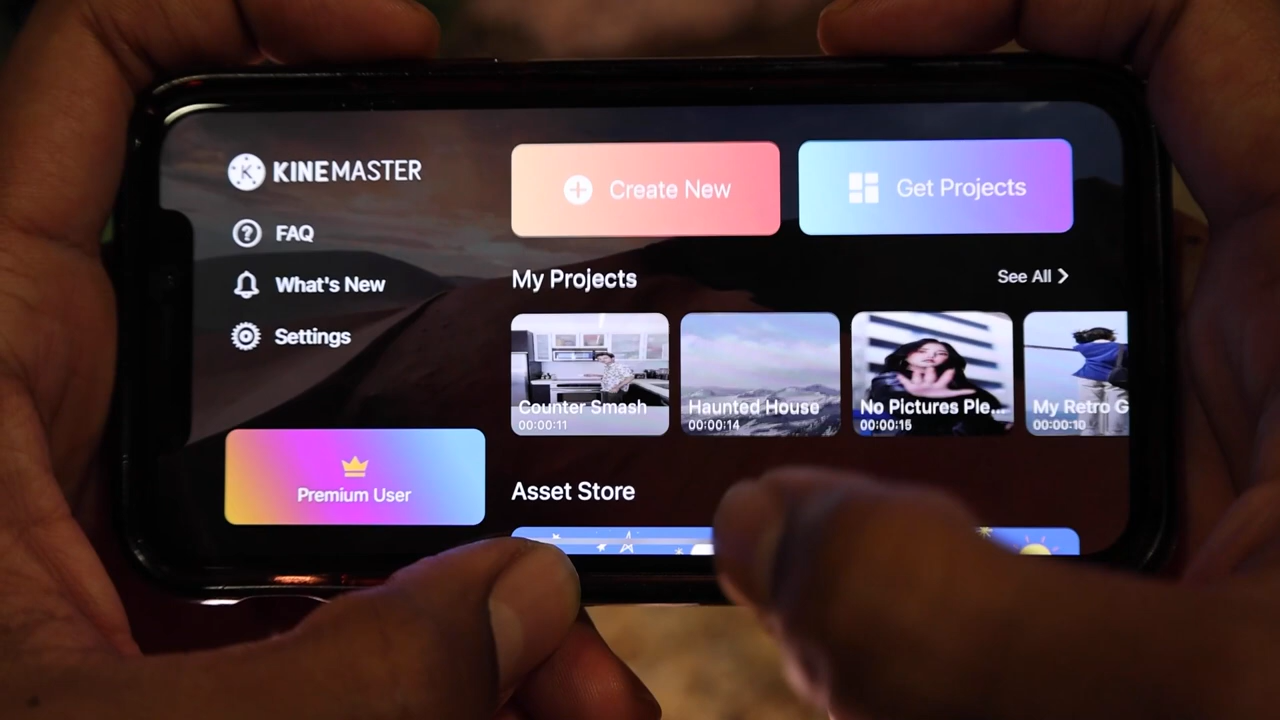 KINEMASTER
FAQ
What's New
Settings
Premium User
Create New
Get Projects
My Projects
See All
Counter Smash
00:00:11
Haunted House
00:00:14
No Pictures Ple...
00:00:15
My Retro G
00:00:10
Asset Store